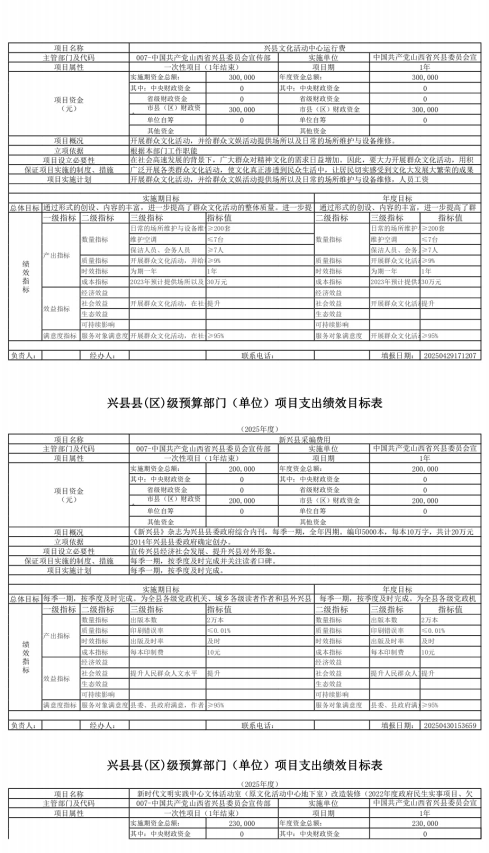 项目名称 兴县文化活动中心运行费
主管部门及代码 007-中国共产党山西省兴县委员会宣传部 实施单位 中国共产党山西省兴县委员会宣
项目属性 一次性项目(1年结束) 项目期 1年
项目资金（元） 实施期资金总额： 300,000 年度资金总额： 300,000
其中：中央财政资金 0 其中：中央财政资金 0
省级财政资金 0 省级财政资金 0
市县（区）财政资 300,000 市县（区）财政资金 300,000
单位自筹 0 单位自筹 0
其他资金 其他资金
项目概况 开展群众文化活动，并给群众文娱活动提供场所以及日常的场所维护与设备维修。
立项依据 根据本部门工作职能
项目设立必要性 在社会高速发展的背景下，广大群众对精神文化的需求日益增加。因此，要大力开展群众文化活动，用积
保证项目实施的制度、措施 广泛开展各类群众文化活动，使文化真正渗透到民众生活中，让居民切实感受到文化大发展大繁荣的成果
项目实施计划 开展群众文化活动，并给群众文娱活动提供场所以及日常的场所维护与设备维修。人员工资
实施期目标 年度目标
总体目标 通过形式的创设、内容的丰富，进一步提高了群众文化活动的整体质量。进一步提 通过形式的创设、内容的丰富，进一步提高了群
绩效指标 一级指标 二级指标 三级指标 指标值 二级指标 三级指标 指标值
产出指标 数量指标 日常的场所维护与设备维 ≥200套 数量指标 日常的场所维护 ≥200套
维护空调 ≤7台 维护空调 ≤7台
保洁人员、会务人员 ≥7人 保洁人员、会务 ≥7人
质量指标 开展群众文化活动，并给 ≥9% 质量指标 开展群众文化活 ≥9%
时效指标 为期一年 1年 时效指标 为期一年 1年
成本指标 2023年预计提供场所以及 30万元 成本指标 2023年预计提供 30万元
效益指标 经济效益 经济效益
社会效益 开展群众文化活动，在社 提升 社会效益 开展群众文化活 提升
生态效益 生态效益
可持续影响 可持续影响
满意度指标 服务对象满意度 开展群众文化活动，在社 ≥95% 服务对象满意度 开展群众文化活 ≥95%
负责人： 经办人： 联系电话： 填报日期： 20250429171207
兴县县(区)级预算部门（单位）项目支出绩效目标表
（2025年度）
项目名称 新兴县采编费用
主管部门及代码 007-中国共产党山西省兴县委员会宣传部 实施单位 中国共产党山西省兴县委员会宣
项目属性 一次性项目(1年结束) 项目期 1年
项目资金（元） 实施期资金总额： 200,000 年度资金总额： 200,000
其中：中央财政资金 0 其中：中央财政资金 0
省级财政资金 0 省级财政资金 0
市县（区）财政资 200,000 市县（区）财政资金 200,000
单位自筹 0 单位自筹 0
其他资金 其他资金
项目概况 《新兴县》杂志为兴县县委政府综合内刊，每季一期，全年四期。编印5000本，每本10万字，共计20万元
立项依据 2014年兴县县委政府确定创办。
项目设立必要性 宣传兴县经济社会发展、提升兴县对外形象。
保证项目实施的制度、措施 每季一期，按季度及时完成并关注读者口碑。
项目实施计划 每季一期，按季度及时完成。
实施期目标 年度目标
总体目标 每季一期，按季度及时完成。为全县各级党政机关、城乡各级读者作者和县外兴县 每季一期，按季度及时完成。为全县各级党政机
绩效指标 一级指标 二级指标 三级指标 指标值 二级指标 三级指标 指标值
产出指标 数量指标 出版本数 2万本 数量指标 出版本数 2万本
质量指标 印刷错误率 ≤0.01% 质量指标 印刷错误率 ≤0.01%
时效指标 出版及时率 及时 时效指标 出版及时率 及时
成本指标 每本印制费 10元 成本指标 每本印制费 10元
效益指标 经济效益 经济效益
社会效益 提升人民群众人文水平 提升 社会效益 提升人民群众人 提升
生态效益 生态效益
可持续影响 可持续影响
满意度指标 服务对象满意度 县委、县政府满意，作者 ≥95% 服务对象满意度 县委、县政府满 ≥95%
负责人： 经办人： 联系电话： 填报日期： 20250430153659
兴县县(区)级预算部门（单位）项目支出绩效目标表
（2025年度）
项目名称 新时代文明实践中心文体活动室（原文化活动中心地下室）改造装修（2022年度政府民生实事项目、欠
主管部门及代码 007-中国共产党山西省兴县委员会宣传部 实施单位 中国共产党山西省兴县委员会宣
项目属性 一次性项目(1年结束) 项目期 1年
实施期资金总额： 230,000 年度资金总额： 230,000
其中：中央财政资金 0 其中：中央财政资金 0